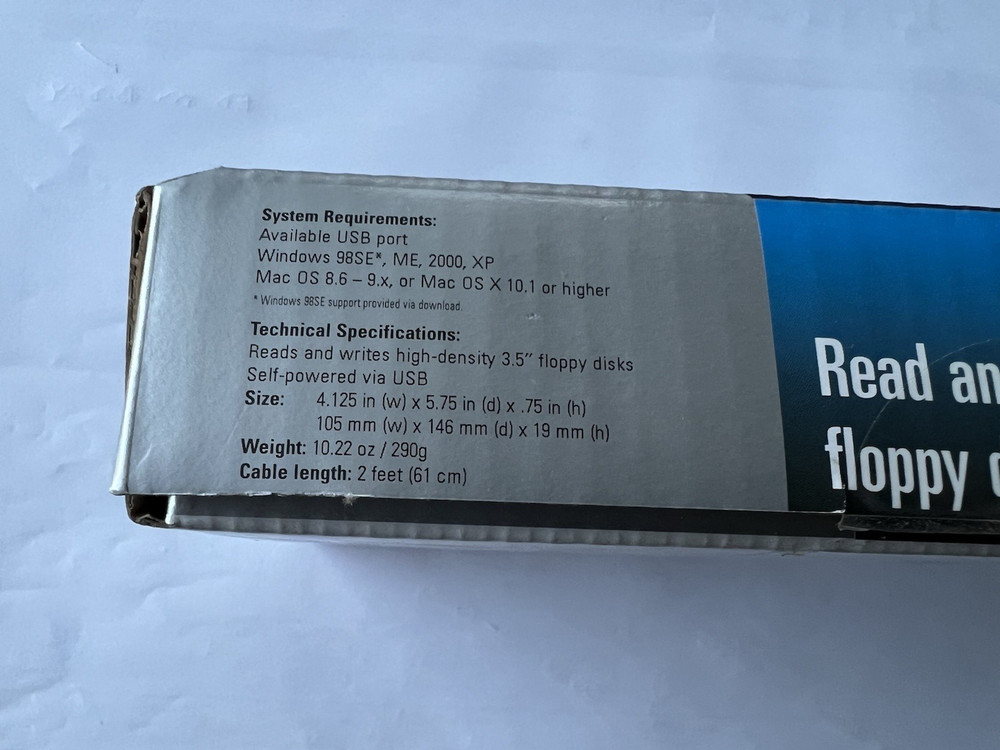 System Requirements:
Available USB port
Windows 98SE*, ME, 2000, XP
Mac OS 8.6 – 9.x, or Mac OS X 10.1 or higher
* Windows 98SE support provided via download.
Technical Specifications:
Reads and writes high-density 3.5″ floppy disks
Self-powered via USB
Size: 4.125 in (w) x 5.75 in (d) x .75 in (h)
105 mm (w) x 146 mm (d) x 19 mm (h)
Weight: 10.22 oz / 290g
Cable length: 2 feet (61 cm)
Read an
floppy